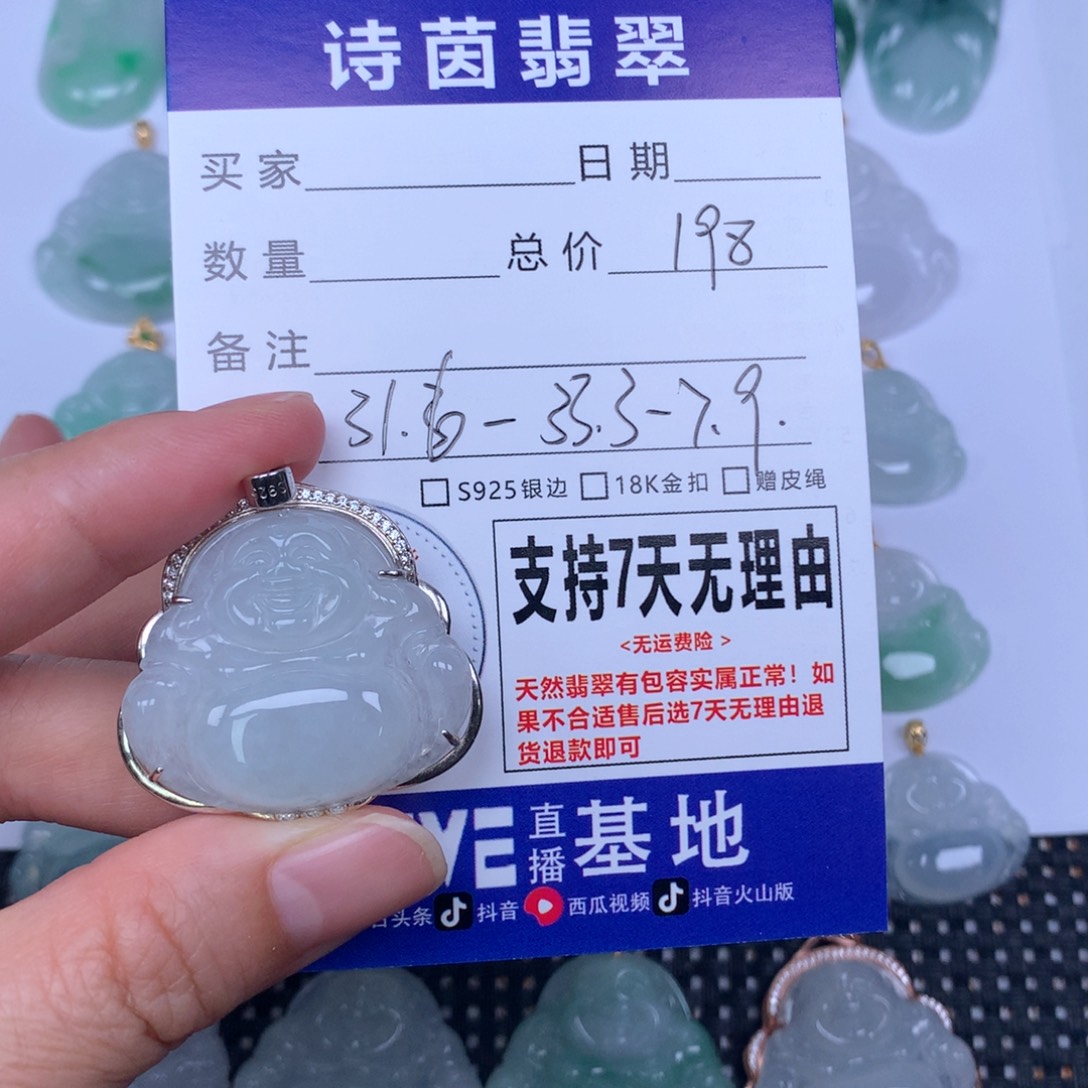 诗茵翡翠
买家 日期
数量 总价 198
备注
31.6-33.3-7.9.
S925银边 18K金扣 赠皮绳
支持7天无理由
<无运费险>
天然翡翠有包容实属正常！如
果不合适售后选7天无理由退
货退款即可
直播基地
头条 抖音 西瓜视频 抖音火山版